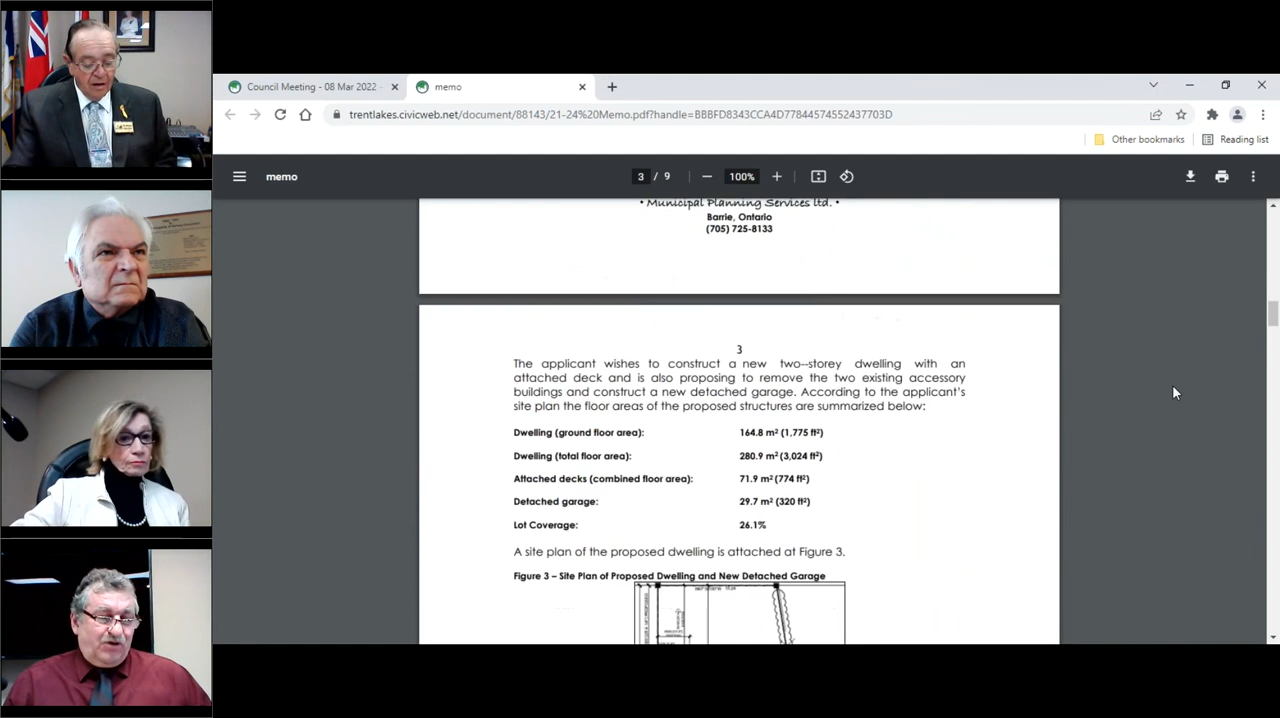 Council Meeting - 08 Mar 2022 -
memo
trentlakes.civicweb.net/document/88143/21-24%20Memo.pdf?handle=BBBFD8343CCA4D77844574552437703D
Other bookmarks
Reading list
memo
3 / 9
100%
• Municipal Planning Services Ltd. •
Barrie, Ontario
(705) 725-8133
3
The applicant wishes to construct a new two--storey dwelling with an
attached deck and is also proposing to remove the two existing accessory
buildings and construct a new detached garage. According to the applicant's
site plan the floor areas of the proposed structures are summarized below:
Dwelling (ground floor area): 164.8 m² (1,775 ft²)
Dwelling (total floor area): 280.9 m² (3,024 ft²)
Attached decks (combined floor area): 71.9 m² (774 ft²)
Detached garage: 29.7 m² (320 ft²)
Lot Coverage: 26.1%
A site plan of the proposed dwelling is attached at Figure 3.
Figure 3 – Site Plan of Proposed Dwelling and New Detached Garage